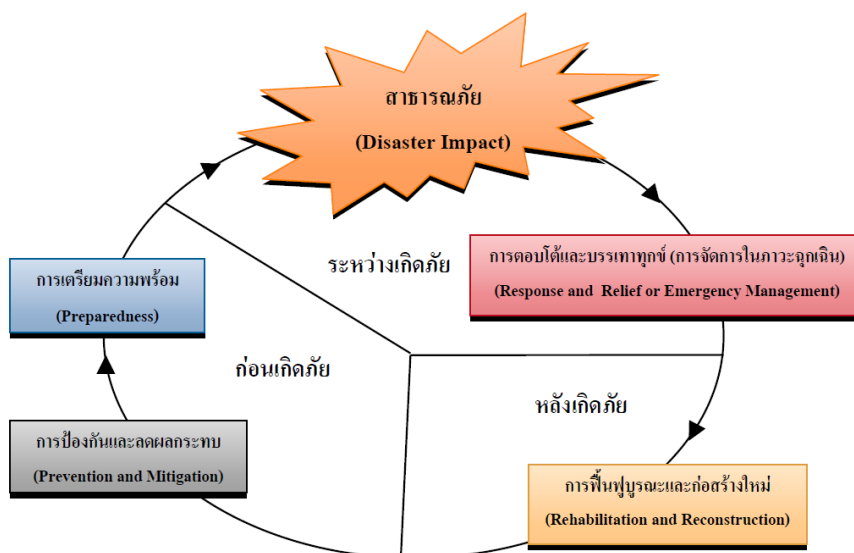 สาธารณภัย
(Disaster Impact)
ระหว่างเกิดภัย
การตอบโต้และบรรเทาทุกข์ (การจัดการในภาวะฉุกเฉิน)
(Response and Relief or Emergency Management)
การเตรียมความพร้อม
(Preparedness)
ก่อนเกิดภัย
หลังเกิดภัย
การป้องกันและลดผลกระทบ
(Prevention and Mitigation)
การฟื้นฟูบูรณะและก่อสร้างใหม่
(Rehabilitation and Reconstruction)